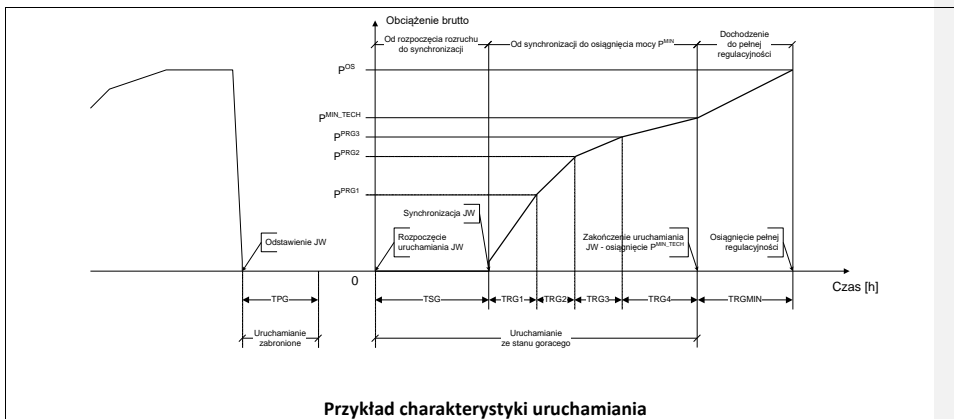 Obciążenie brutto
Od rozpoczęcia rozruchu
do synchronizacji
Od synchronizacji do osiągnięcia mocy P^MIN
Dochodzenie
do pełnej
regulacyjności
P^OS
P^MIN_TECH
P^PRG3
P^PRG2
P^PRG1
Synchronizacja JW
Odstawienie JW
Rozpoczęcie
uruchamiania JW
Zakończenie uruchamiania
JW - osiągnięcie P^MIN_TECH
Osiągnięcie pełnej
regulacyjności
0
Czas [h]
TPG
TSG
TRG1
TRG2
TRG3
TRG4
TRGMIN
Uruchamianie
zabronione
Uruchamianie
ze stanu goracego
Przykład charakterystyki uruchamiania